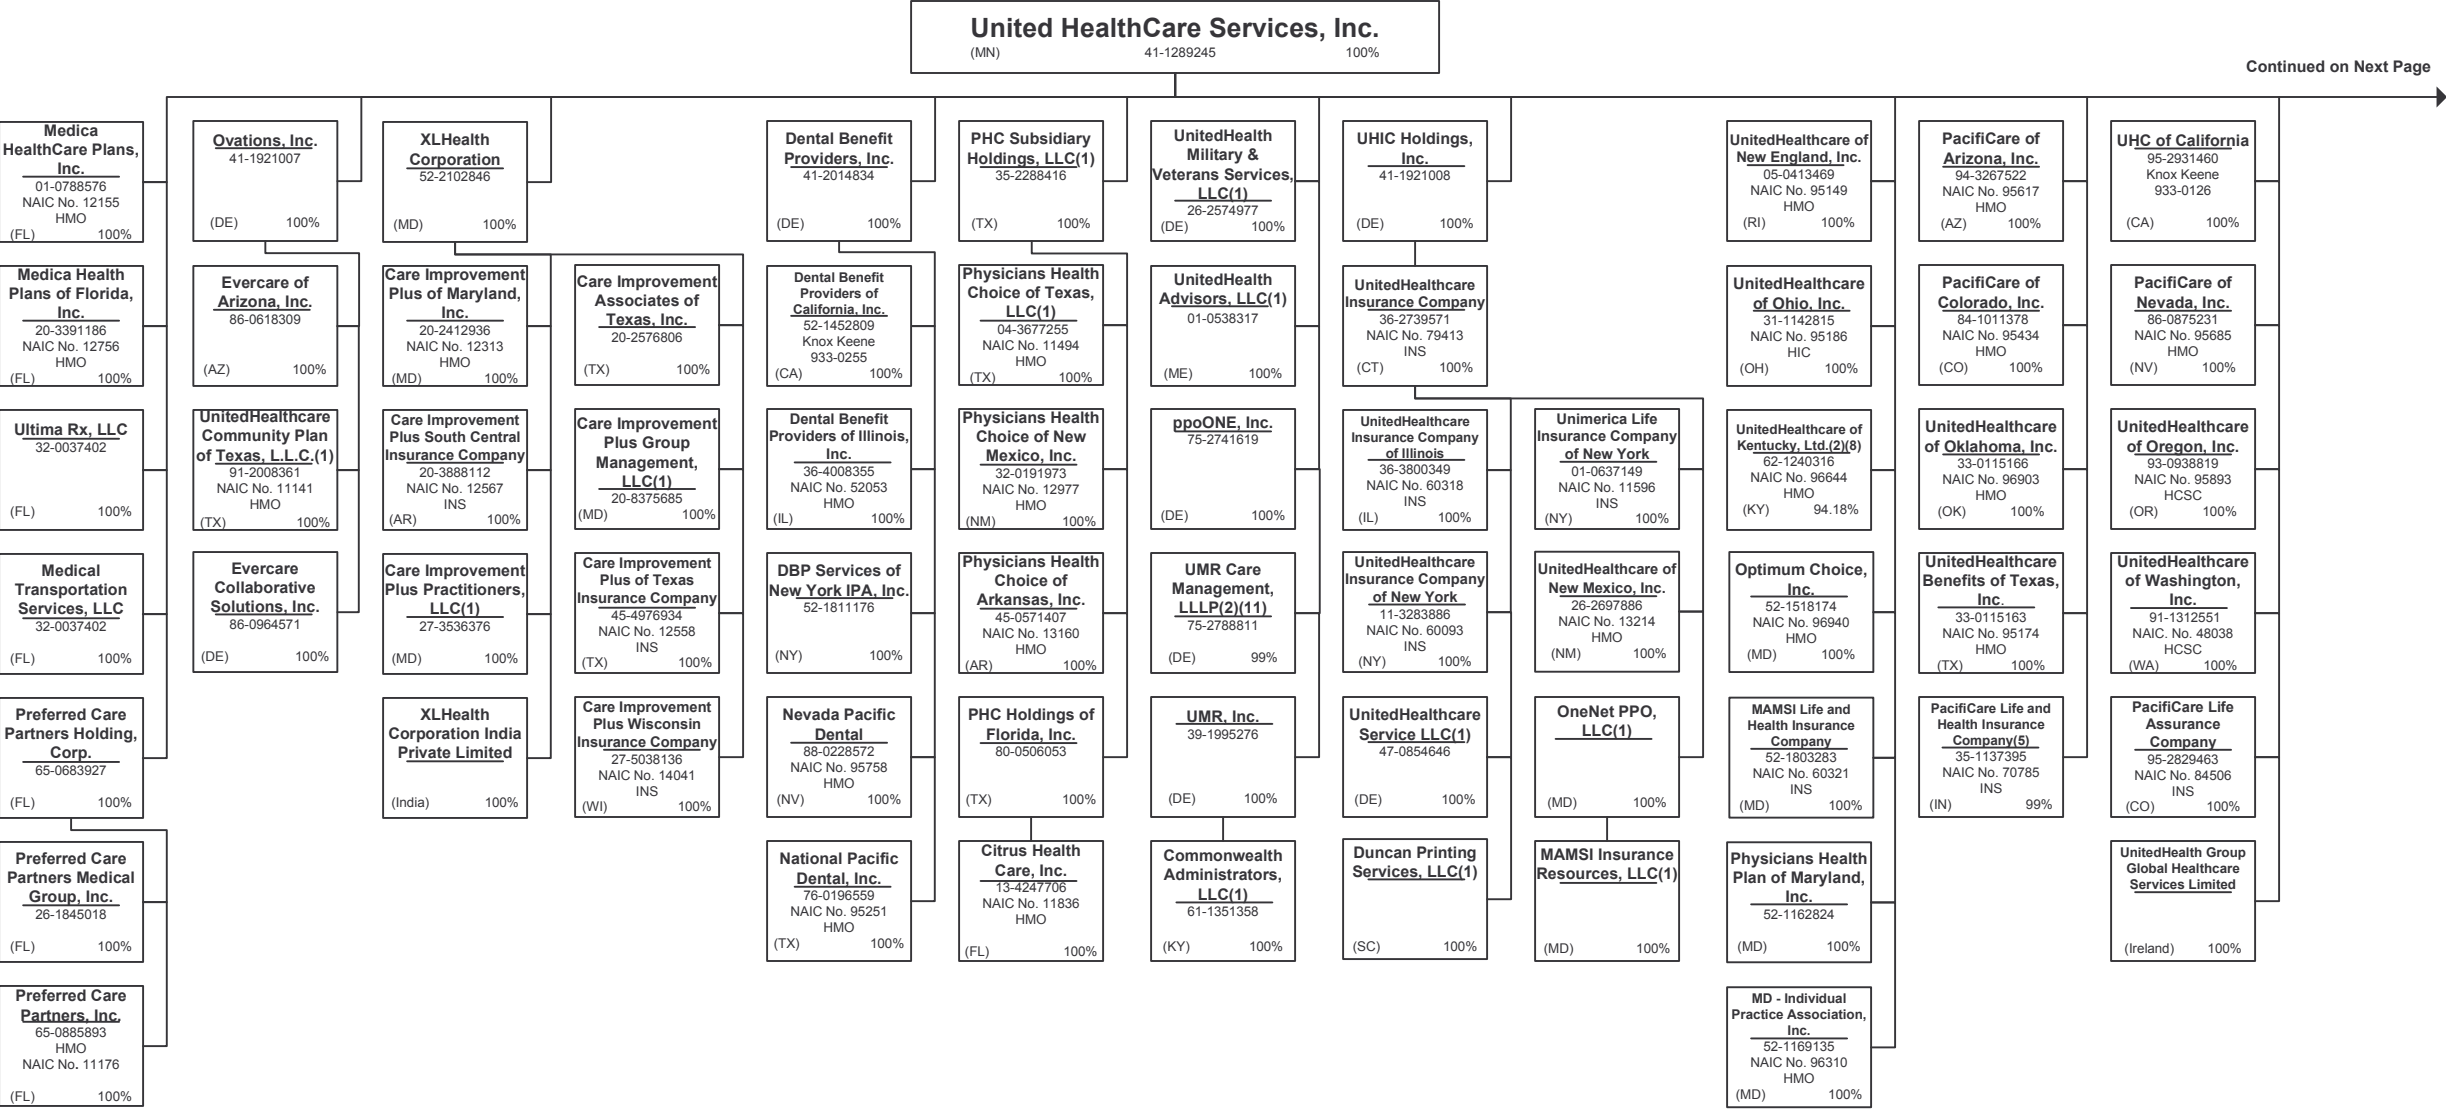 United HealthCare Services, Inc.
(MN) 41-1289245 100%
Continued on Next Page
Medica
HealthCare Plans,
Inc.
01-0788576
NAIC No. 12155
HMO
(FL) 100%
Medica Health
Plans of Florida,
Inc.
20-3391186
NAIC No. 12756
HMO
(FL) 100%
Ultima Rx, LLC
32-0037402
(FL) 100%
Medical
Transportation
Services, LLC
32-0037402
(FL) 100%
Preferred Care
Partners Holding,
Corp.
65-0683927
(FL) 100%
Preferred Care
Partners Medical
Group, Inc.
26-1845018
(FL) 100%
Preferred Care
Partners, Inc.
65-0885893
HMO
NAIC No. 11176
(FL) 100%
Ovations, Inc.
41-1921007
(DE) 100%
Evercare of
Arizona, Inc.
86-0618309
(AZ) 100%
UnitedHealthcare
Community Plan
of Texas, L.L.C.(1)
91-2008361
NAIC No. 11141
HMO
(TX) 100%
Evercare
Collaborative
Solutions, Inc.
86-0964571
(DE) 100%
XLHealth
Corporation
52-2102846
(MD) 100%
Care Improvement
Plus of Maryland,
Inc.
20-2412936
NAIC No. 12313
HMO
(MD) 100%
Care Improvement
Plus South Central
Insurance Company
20-3888112
NAIC No. 12567
INS
(AR) 100%
Care Improvement
Plus Practitioners,
LLC(1)
27-3536376
(MD) 100%
XLHealth
Corporation India
Private Limited
(India) 100%
Care Improvement
Associates of
Texas, Inc.
20-2576806
(TX) 100%
Care Improvement
Plus Group
Management,
LLC(1)
20-8375685
(MD) 100%
Care Improvement
Plus of Texas
Insurance Company
45-4976934
NAIC No. 12558
INS
(TX) 100%
Care Improvement
Plus Wisconsin
Insurance Company
27-5038136
NAIC No. 14041
INS
(WI) 100%
Dental Benefit
Providers, Inc.
41-2014834
(DE) 100%
Dental Benefit
Providers of
California, Inc.
52-1452809
Knox Keene
933-0255
(CA) 100%
Dental Benefit
Providers of Illinois,
Inc.
36-4008355
NAIC No. 52053
HMO
(IL) 100%
DBP Services of
New York IPA, Inc.
52-1811176
(NY) 100%
Nevada Pacific
Dental
88-0228572
NAIC No. 95758
HMO
(NV) 100%
National Pacific
Dental, Inc.
76-0196559
NAIC No. 95251
HMO
(TX) 100%
PHC Subsidiary
Holdings, LLC(1)
35-2288416
(TX) 100%
Physicians Health
Choice of Texas,
LLC(1)
04-3677255
NAIC No. 11494
HMO
(TX) 100%
Physicians Health
Choice of New
Mexico, Inc.
32-0191973
NAIC No. 12977
HMO
(NM) 100%
Physicians Health
Choice of
Arkansas, Inc.
45-0571407
NAIC No. 13160
HMO
(AR) 100%
PHC Holdings of
Florida, Inc.
80-0506053
(TX) 100%
Citrus Health
Care, Inc.
13-4247706
NAIC No. 11836
HMO
(FL) 100%
UnitedHealth
Military &
Veterans Services,
LLC(1)
26-2574977
(DE) 100%
UnitedHealth
Advisors, LLC(1)
01-0538317
(ME) 100%
ppoONE, Inc.
75-2741619
(DE) 100%
UMR Care
Management,
LLLP(2)(11)
75-2788811
(DE) 99%
UMR, Inc.
39-1995276
(DE) 100%
Commonwealth
Administrators,
LLC(1)
61-1351358
(KY) 100%
UHIC Holdings,
Inc.
41-1921008
(DE) 100%
UnitedHealthcare
Insurance Company
36-2739571
NAIC No. 79413
INS
(CT) 100%
UnitedHealthcare
Insurance Company
of Illinois
36-3800349
NAIC No. 60318
INS
(IL) 100%
UnitedHealthcare
Insurance Company
of New York
11-3283886
NAIC No. 60093
INS
(NY) 100%
UnitedHealthcare
Service LLC(1)
47-0854646
(DE) 100%
Duncan Printing
Services, LLC(1)
(SC) 100%
Unimerica Life
Insurance Company
of New York
01-0637149
NAIC No. 11596
INS
(NY) 100%
UnitedHealthcare of
New Mexico, Inc.
26-2697886
NAIC No. 13214
HMO
(NM) 100%
OneNet PPO,
LLC(1)
(MD) 100%
MAMSI Insurance
Resources, LLC(1)
(MD) 100%
UnitedHealthcare of
New England, Inc.
05-0413469
NAIC No. 95149
HMO
(RI) 100%
UnitedHealthcare
of Ohio, Inc.
31-1142815
NAIC No. 95186
HIC
(OH) 100%
UnitedHealthcare of
Kentucky, Ltd.(2)(8)
62-1240316
NAIC No. 96644
HMO
(KY) 94.18%
Optimum Choice,
Inc.
52-1518174
NAIC No. 96940
HMO
(MD) 100%
MAMSI Life and
Health Insurance
Company
52-1803283
NAIC No. 60321
INS
(MD) 100%
Physicians Health
Plan of Maryland,
Inc.
52-1162824
(MD) 100%
MD - Individual
Practice Association,
Inc.
52-1169135
NAIC No. 96310
HMO
(MD) 100%
PacifiCare of
Arizona, Inc.
94-3267522
NAIC No. 95617
HMO
(AZ) 100%
PacifiCare of
Colorado, Inc.
84-1011378
NAIC No. 95434
HMO
(CO) 100%
UnitedHealthcare
of Oklahoma, Inc.
33-0115166
NAIC No. 96903
HMO
(OK) 100%
UnitedHealthcare
Benefits of Texas,
Inc.
33-0115163
NAIC No. 95174
HMO
(TX) 100%
PacifiCare Life and
Health Insurance
Company(5)
35-1137395
NAIC No. 70785
INS
(IN) 99%
UHC of California
95-2931460
Knox Keene
933-0126
(CA) 100%
PacifiCare of
Nevada, Inc.
86-0875231
NAIC No. 95685
HMO
(NV) 100%
UnitedHealthcare
of Oregon, Inc.
93-0938819
NAIC No. 95893
HCSC
(OR) 100%
UnitedHealthcare
of Washington,
Inc.
91-1312551
NAIC. No. 48038
HCSC
(WA) 100%
PacifiCare Life
Assurance
Company
95-2829463
NAIC No. 84506
INS
(CO) 100%
UnitedHealth Group
Global Healthcare
Services Limited
(Ireland) 100%